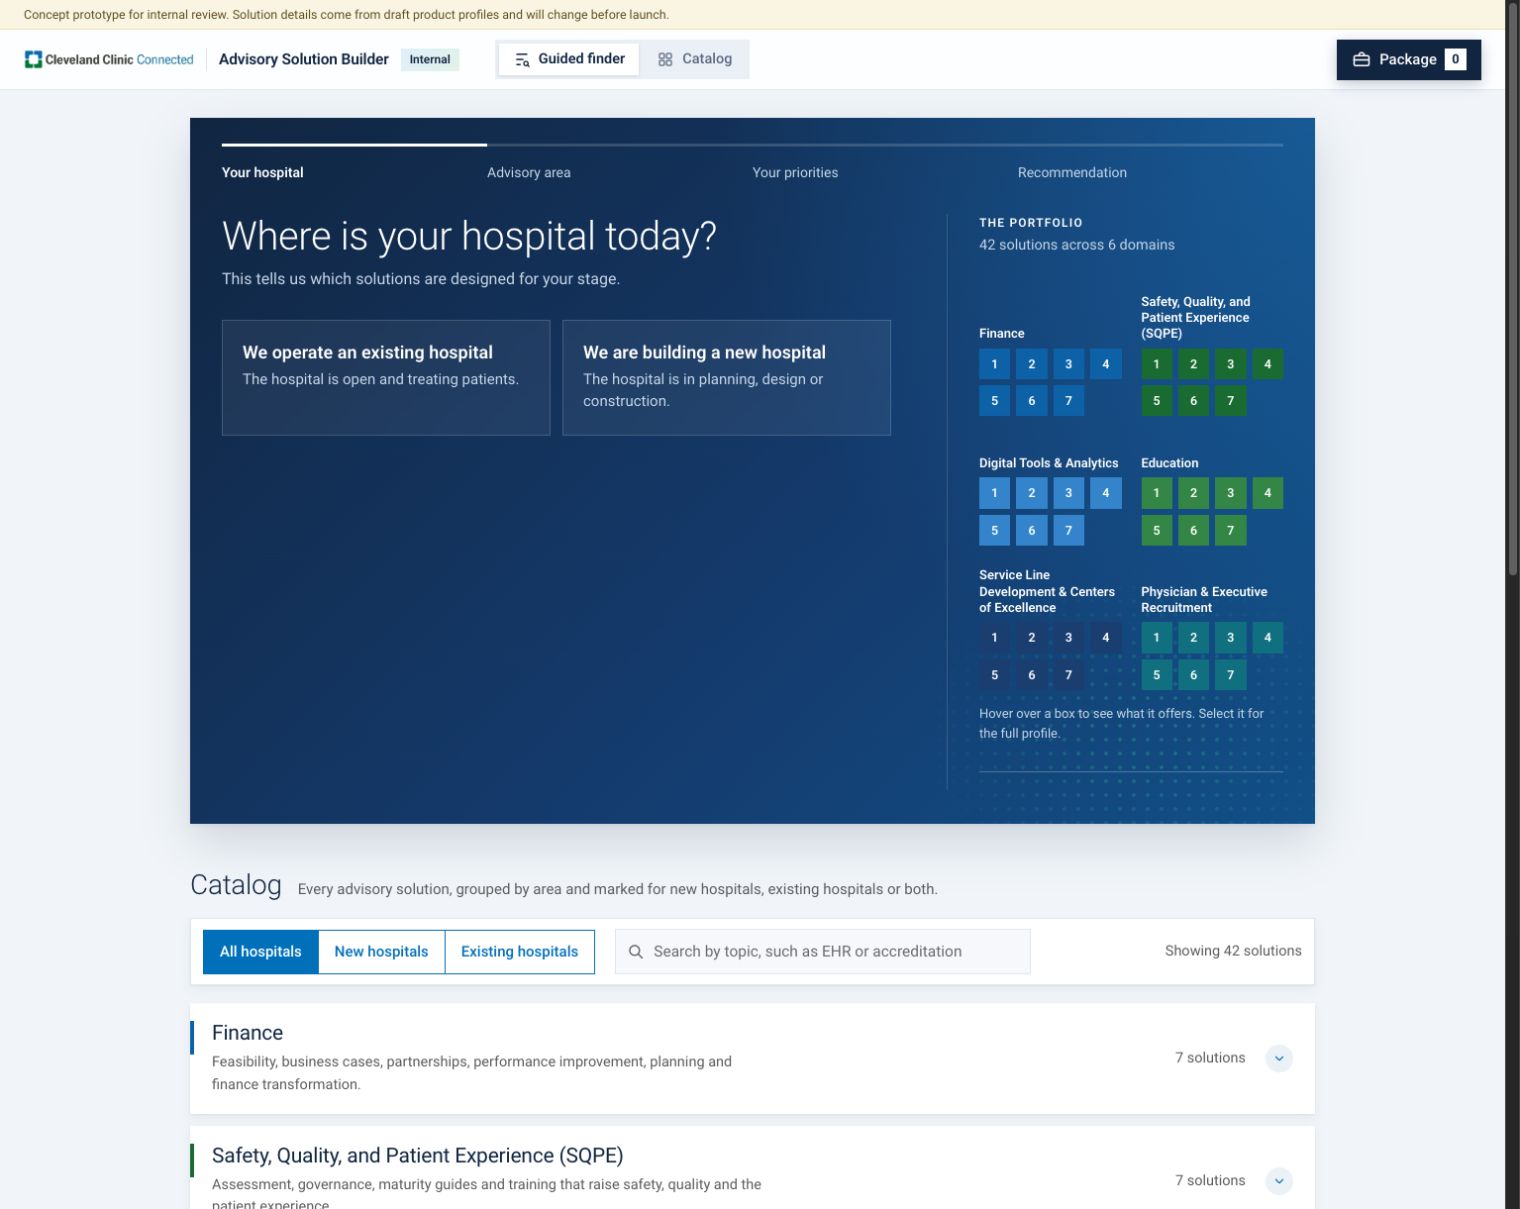 Concept prototype for internal review. Solution details come from draft product profiles and will change before launch.
Cleveland Clinic Connected
Advisory Solution Builder
Internal
Guided finder
Catalog
Package 0
Your hospital
Advisory area
Your priorities
Recommendation
Where is your hospital today?
This tells us which solutions are designed for your stage.
We operate an existing hospital
The hospital is open and treating patients.
We are building a new hospital
The hospital is in planning, design or
construction.
THE PORTFOLIO
42 solutions across 6 domains
Finance
1 2 3 4
5 6 7
Safety, Quality, and
Patient Experience
(SQPE)
1 2 3 4
5 6 7
Digital Tools & Analytics
1 2 3 4
5 6 7
Education
1 2 3 4
5 6 7
Service Line
Development & Centers
of Excellence
1 2 3 4
5 6 7
Physician & Executive
Recruitment
1 2 3 4
5 6 7
Hover over a box to see what it offers. Select it for
the full profile.
Catalog
Every advisory solution, grouped by area and marked for new hospitals, existing hospitals or both.
All hospitals
New hospitals
Existing hospitals
Search by topic, such as EHR or accreditation
Showing 42 solutions
Finance
Feasibility, business cases, partnerships, performance improvement, planning and
finance transformation.
7 solutions
Safety, Quality, and Patient Experience (SQPE)
Assessment, governance, maturity guides and training that raise safety, quality and the
patient experience.
7 solutions